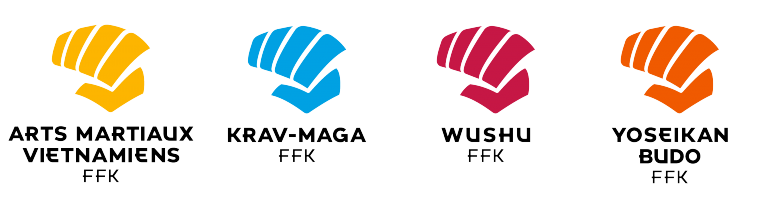 ARTS MARTIAUX
VIETNAMIENS
FFK
KRAV-MAGA
FFK
WUSHU
FFK
YOSEIKAN
BUDO
FFK